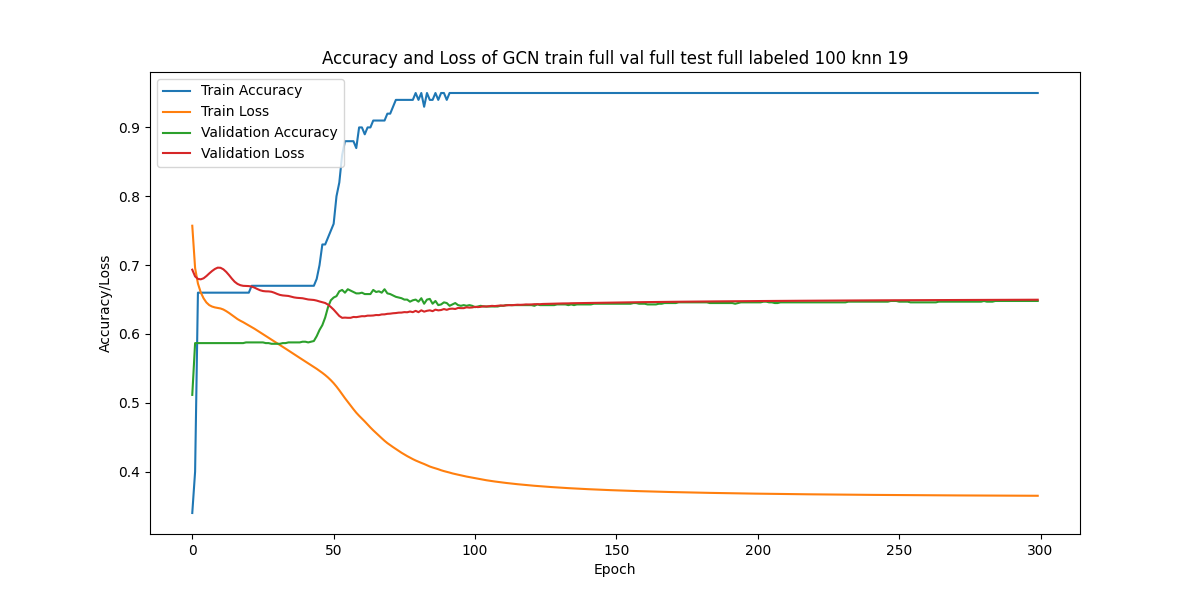 Accuracy and Loss of GCN train full val full test full labeled 100 knn 19
Train Accuracy
Train Loss
Validation Accuracy
Validation Loss
Accuracy/Loss
0.9
0.8
0.7
0.6
0.5
0.4
0 50 100 150 200 250 300
Epoch